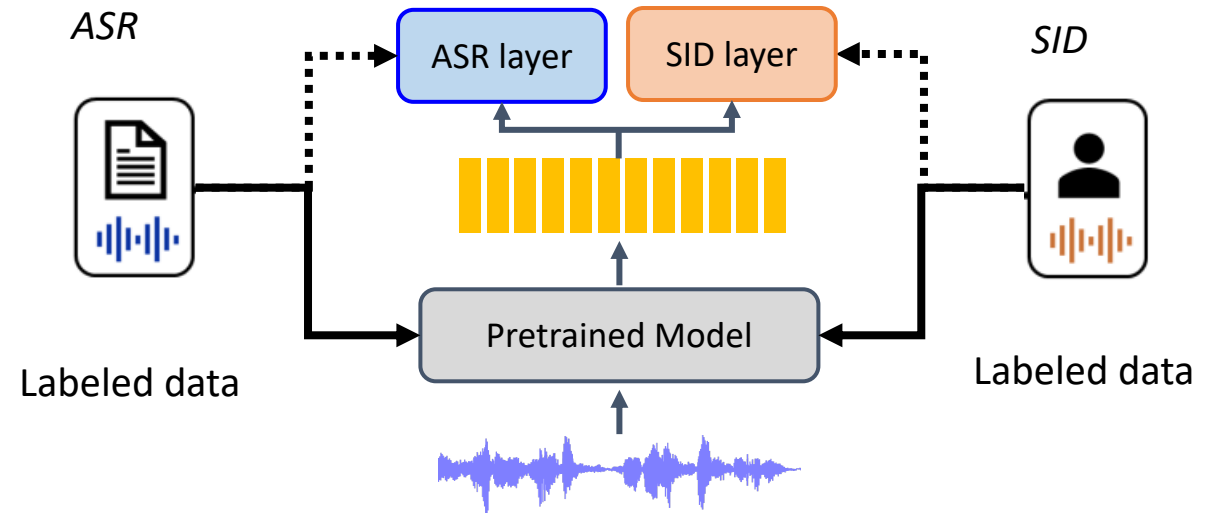 ASR
ASR layer
SID layer
SID
Pretrained Model
Labeled data
Labeled data